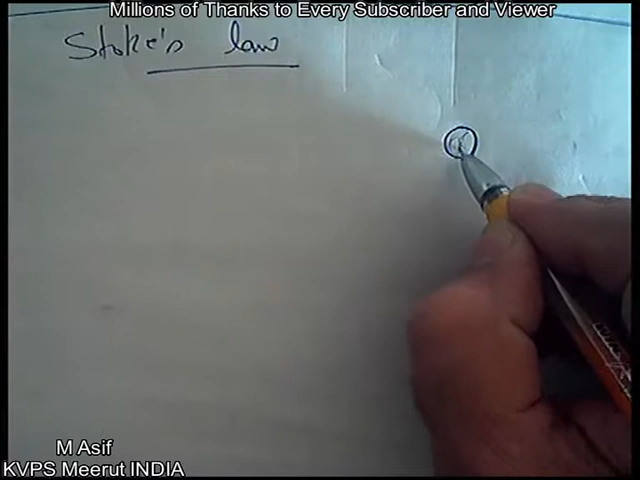 Millions of Thanks to Every Subscriber and Viewer
Stoke's law
M Asif
KVPS Meerut INDIA